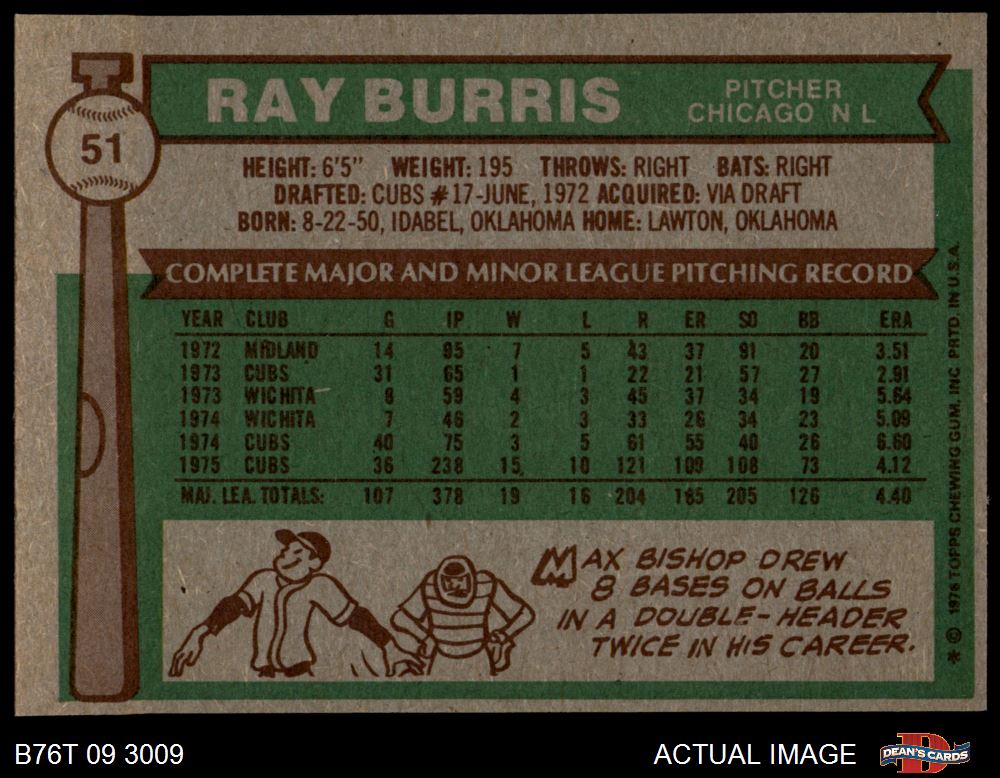 51
RAY BURRIS
PITCHER
CHICAGO N L
HEIGHT: 6'5" WEIGHT: 195 THROWS: RIGHT BATS: RIGHT
DRAFTED: CUBS #17-JUNE, 1972 ACQUIRED: VIA DRAFT
BORN: 8-22-50, IDABEL, OKLAHOMA HOME: LAWTON, OKLAHOMA
COMPLETE MAJOR AND MINOR LEAGUE PITCHING RECORD
YEAR CLUB G IP W L R ER SO BB ERA
1972 MIDLAND 14 95 7 5 43 37 91 20 3.51
1973 CUBS 31 65 1 1 22 21 57 27 2.91
1973 WICHITA 8 59 4 3 45 37 34 19 5.64
1974 WICHITA 7 46 2 3 33 26 34 23 5.09
1974 CUBS 40 75 3 5 61 55 40 26 6.60
1975 CUBS 36 238 15 10 121 109 108 73 4.12
MAJ. LEA. TOTALS: 107 378 19 16 204 185 205 126 4.40
MAX BISHOP DREW
8 BASES ON BALLS
IN A DOUBLE-HEADER
TWICE IN HIS CAREER.
* © 1976 TOPPS CHEWING GUM, INC PRTD. IN U.S.A.
B76T 09 3009
ACTUAL IMAGE
DEAN'S CARDS